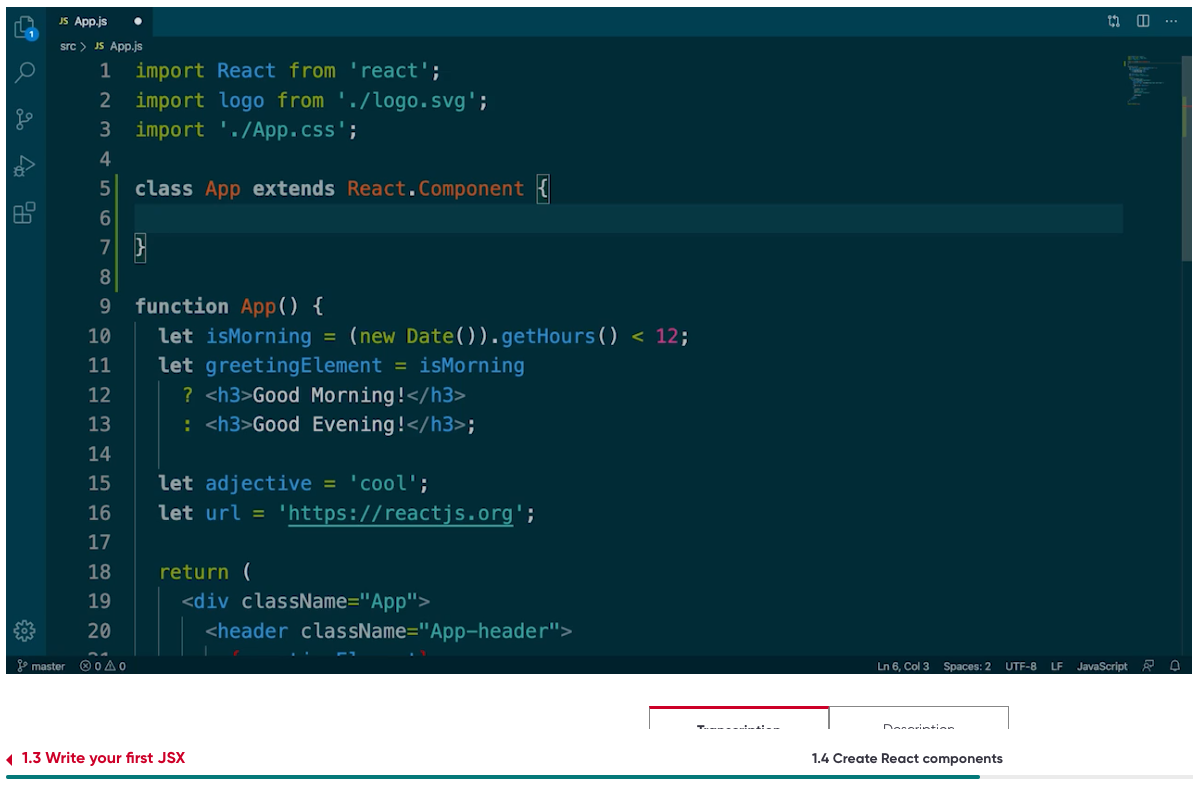 JS App.js
1
src > JS App.js
1 import React from 'react';
2 import logo from './logo.svg';
3 import './App.css';
4
5 class App extends React.Component {
6
7 }
8
9 function App() {
10 let isMorning = (new Date()).getHours() < 12;
11 let greetingElement = isMorning
12 ? <h3>Good Morning!</h3>
13 : <h3>Good Evening!</h3>;
14
15 let adjective = 'cool';
16 let url = 'https://reactjs.org';
17
18 return (
19 <div className="App">
20 <header className="App-header">
master 0 0 Ln 6, Col 3 Spaces: 2 UTF-8 LF JavaScript
Transcription Description
1.3 Write your first JSX 1.4 Create React components